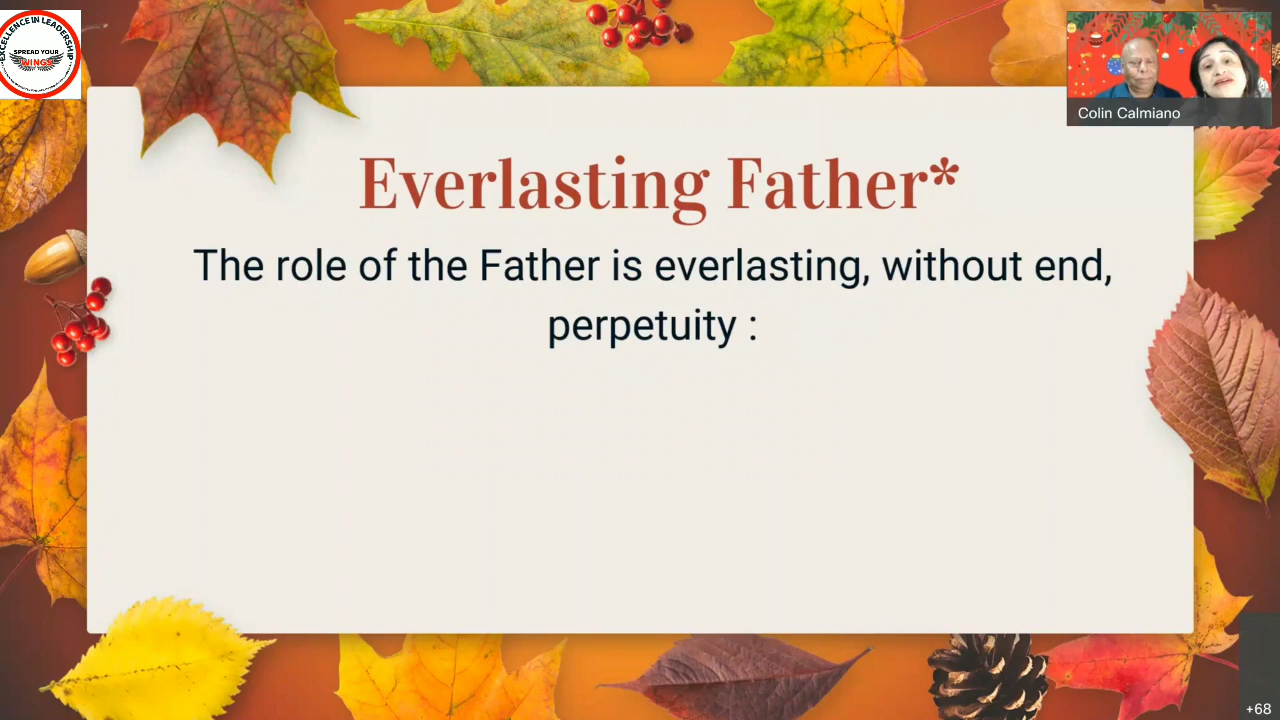 EXCELLENCE IN LEADERSHIP
SPREAD YOUR
WINGS
Colin Calmiano
Everlasting Father*
The role of the Father is everlasting, without end,
perpetuity :
+68